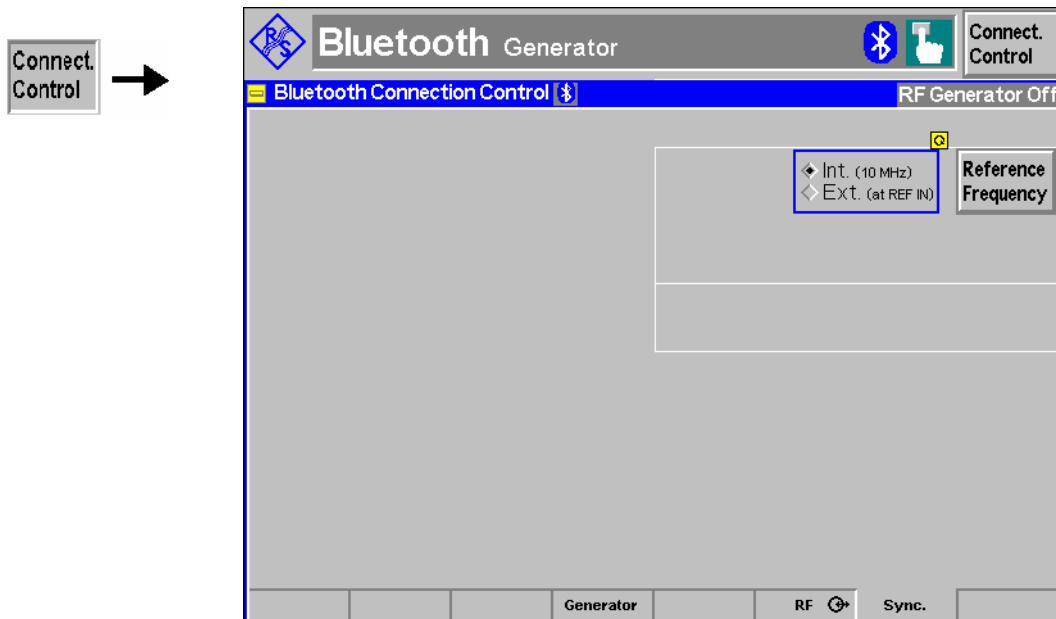 Connect.
Control
R S
Bluetooth Generator
Connect.
Control
Bluetooth Connection Control
RF Generator Off
Int. (10 MHz)
Ext. (at REF IN)
Reference
Frequency
Generator
RF
Sync.